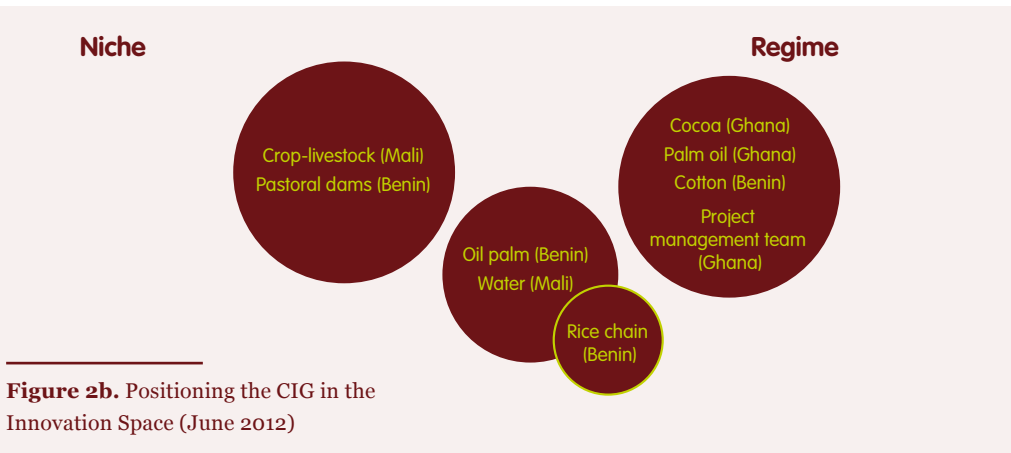 Niche
Regime
Crop-livestock (Mali)
Pastoral dams (Benin)
Cocoa (Ghana)
Palm oil (Ghana)
Cotton (Benin)
Project
management team
(Ghana)
Oil palm (Benin)
Water (Mali)
Rice chain
(Benin)
Figure 2b. Positioning the CIG in the
Innovation Space (June 2012)